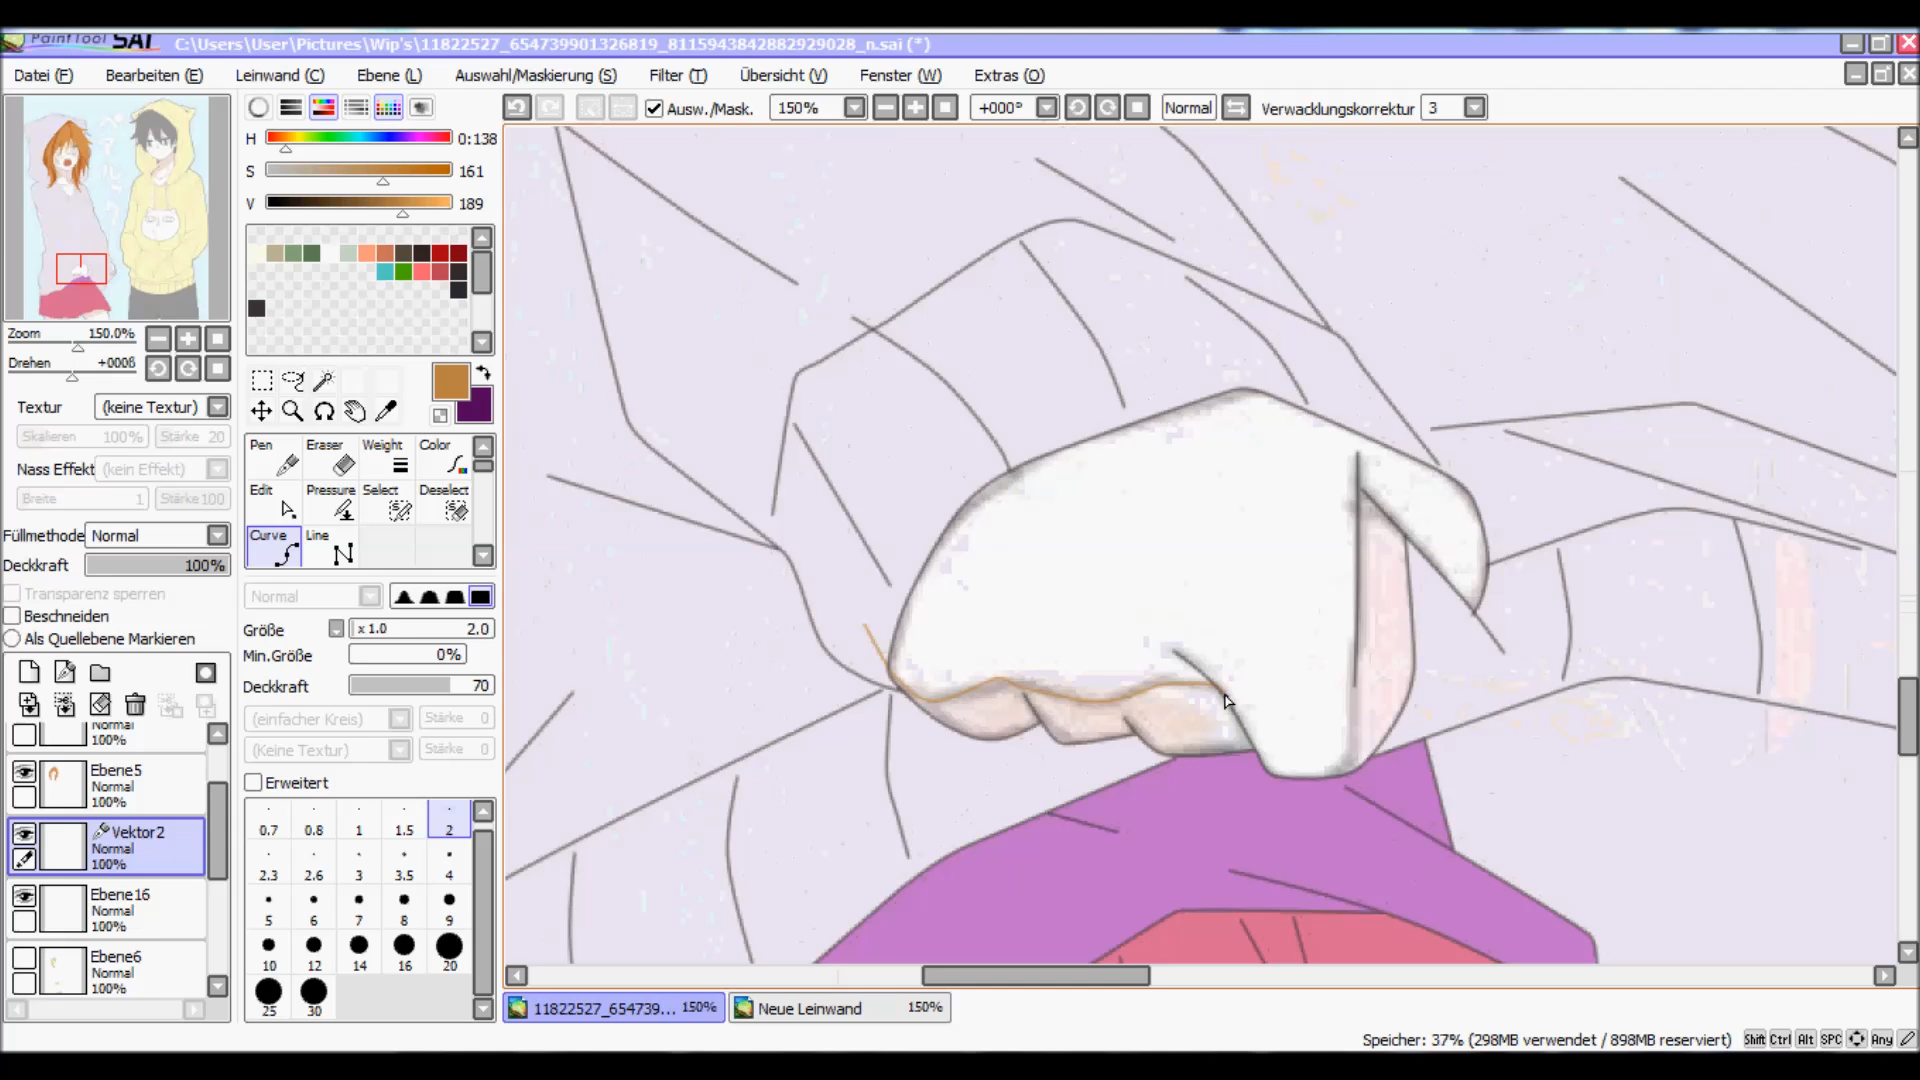 PaintTool SAI C:\Users\User\Pictures\Wip's\11822527_654739901326819_8115943842882929028_n.sai (*)
Datei (F) Bearbeiten (E) Leinwand (C) Ebene (L) Auswahl/Maskierung (S) Filter (T) Übersicht (V) Fenster (W) Extras (O)
Ausw./Mask. 150% +000° Normal Verwacklungskorrektur 3
H 0:138
S 161
V 189
Zoom 150.0%
Drehen +000ß
Textur (keine Textur)
Skalieren 100% Stärke 20
Nass Effekt (kein Effekt)
Breite 1 Stärke 100
Füllmethode Normal
Deckkraft 100%
Transparenz sperren
Beschneiden
Als Quellebene Markieren
Normal
100%
Ebene5
Normal
100%
Vektor2
Normal
100%
Ebene16
Normal
100%
Ebene6
Normal
100%
Pen Eraser Weight Color
Edit Pressure Select Deselect
Curve Line
Normal
Größe x 1.0 2.0
Min.Größe 0%
Deckkraft 70
(einfacher Kreis) Stärke 0
(Keine Textur) Stärke 0
Erweitert
0.7 0.8 1 1.5 2
2.3 2.6 3 3.5 4
5 6 7 8 9
10 12 14 16 20
25 30
11822527_654739... 150% Neue Leinwand 150%
Speicher: 37% (298MB verwendet / 898MB reserviert) Shift Ctrl Alt SPC Any